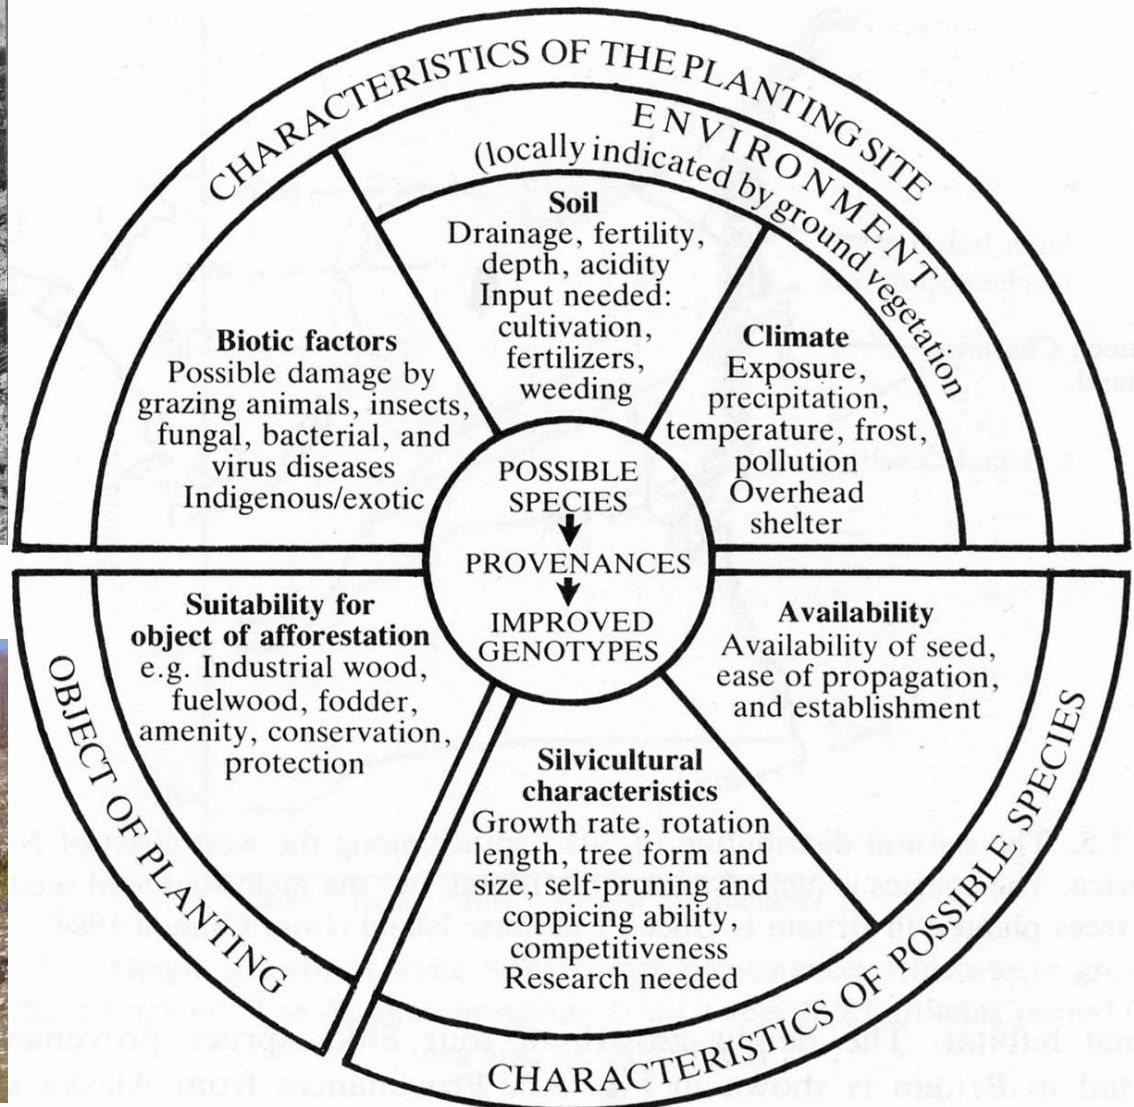 CHARACTERISTICS OF THE PLANTING SITE
ENVIRONMENT
(locally indicated by ground vegetation
Soil
Drainage, fertility,
depth, acidity
Input needed:
cultivation,
fertilizers,
weeding
Biotic factors
Possible damage by
grazing animals, insects,
fungal, bacterial, and
virus diseases
Indigenous/exotic
Climate
Exposure,
precipitation,
temperature, frost,
pollution
Overhead
shelter
POSSIBLE
SPECIES
PROVENANCES
IMPROVED
GENOTYPES
Suitability for
object of afforestation
e.g. Industrial wood,
fuelwood, fodder,
amenity, conservation,
protection
OBJECT OF PLANTING
Silvicultural
characteristics
Growth rate, rotation
length, tree form and
size, self-pruning and
coppicing ability,
competitiveness
Research needed
Availability
Availability of seed,
ease of propagation,
and establishment
CHARACTERISTICS OF POSSIBLE SPECIES